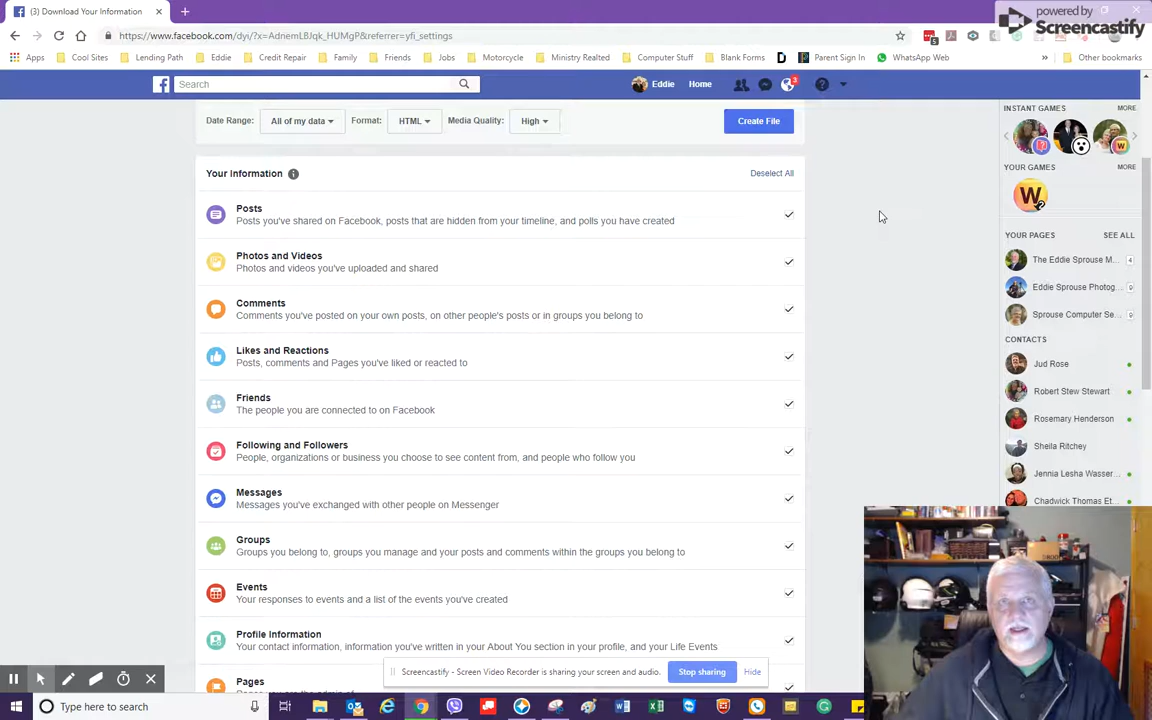 (3) Download Your Information
powered by
Screencastify
https://www.facebook.com/dyi/?x=AdnemLBJqk_HUMgP&referrer=yfi_settings
Apps Cool Sites Lending Path Eddie Credit Repair Family Friends Jobs Motorcycle Ministry Realted Computer Stuff Blank Forms Parent Sign In WhatsApp Web » Other bookmarks
Search Eddie Home 3
Date Range: All of my data Format: HTML Media Quality: High Create File
Your Information Deselect All
Posts
Posts you've shared on Facebook, posts that are hidden from your timeline, and polls you have created
Photos and Videos
Photos and videos you've uploaded and shared
Comments
Comments you've posted on your own posts, on other people's posts or in groups you belong to
Likes and Reactions
Posts, comments and Pages you've liked or reacted to
Friends
The people you are connected to on Facebook
Following and Followers
People, organizations or business you choose to see content from, and people who follow you
Messages
Messages you've exchanged with other people on Messenger
Groups
Groups you belong to, groups you manage and your posts and comments within the groups you belong to
Events
Your responses to events and a list of the events you've created
Profile Information
Your contact information, information you've written in your About You section in your profile, and your Life Events
Pages
INSTANT GAMES MORE
YOUR GAMES MORE
W
YOUR PAGES SEE ALL
The Eddie Sprouse M... 4
Eddie Sprouse Photog... 9
Sprouse Computer Se... 9
CONTACTS
Jud Rose
Robert Stew Stewart
Rosemary Henderson
Sheila Ritchey
Jennia Lesha Wasser...
Chadwick Thomas Et...
Screencastify - Screen Video Recorder is sharing your screen and audio. Stop sharing Hide
Type here to search